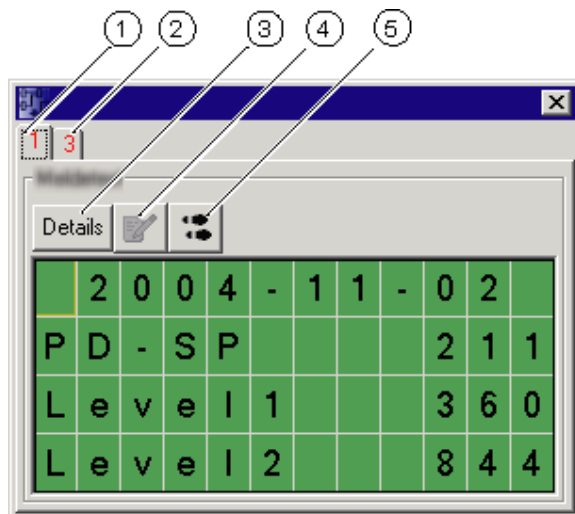 1 2 3 4 5
1 3
Details
2004-11-02
PD-SP 211
Level1 360
Level2 844